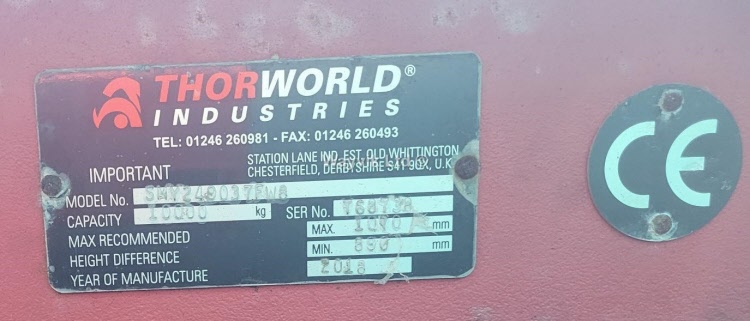 THORWORLD®
INDUSTRIES
TEL: 01246 260981 - FAX: 01246 260493
STATION LANE IND. EST. OLD WHITTINGTON
CHESTERFIELD, DERBYSHIRE S41 9QX, U.K.
IMPORTANT
MODEL No.
CAPACITY 10000 kg
SER No.
MAX RECOMMENDED
HEIGHT DIFFERENCE
MAX. mm
MIN. mm
YEAR OF MANUFACTURE 2018
CE